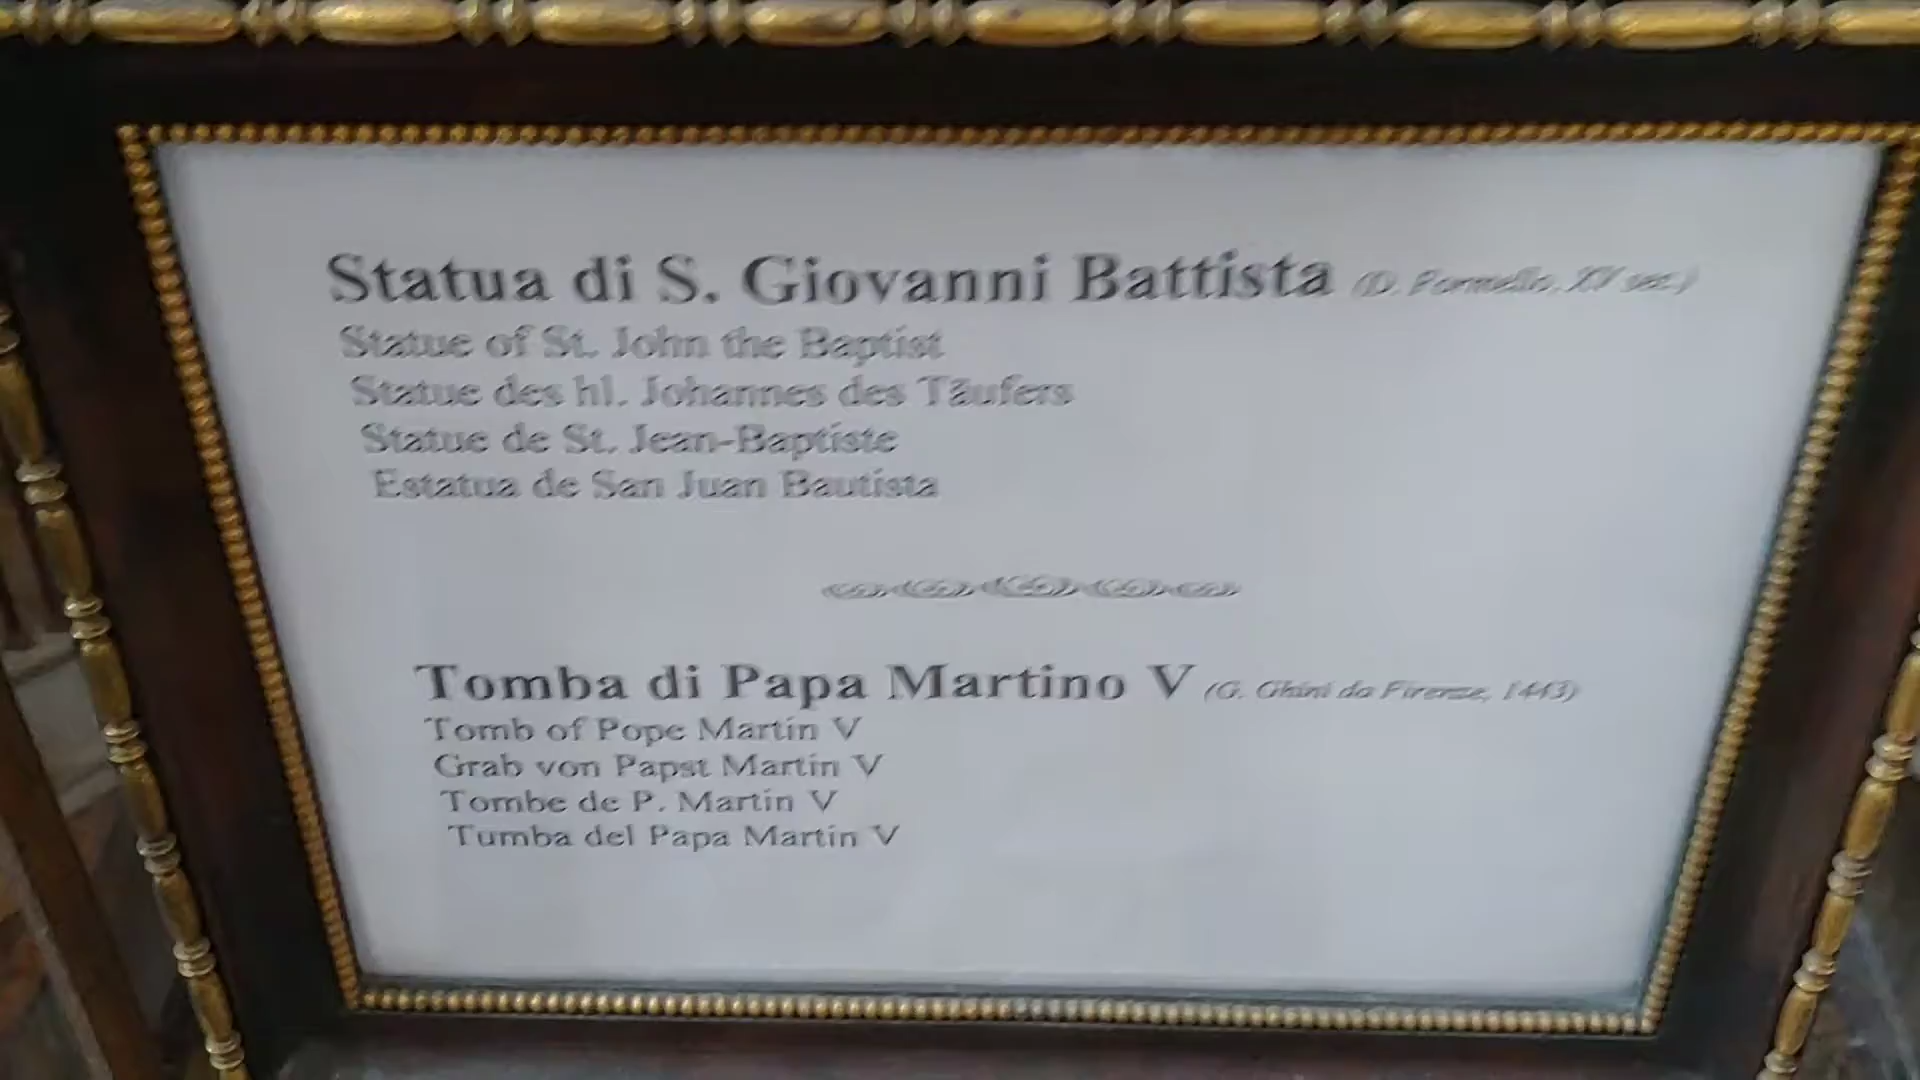 Statua di S. Giovanni Battista (D. Formello, XV sec.)
Statue of St. John the Baptist
Statue des hl. Johannes des Täufers
Statue de St. Jean-Baptiste
Estatua de San Juan Bautista
Tomba di Papa Martino V (G. Ghini da Firenze, 1443)
Tomb of Pope Martin V
Grab von Papst Martin V
Tombe de P. Martin V
Tumba del Papa Martin V